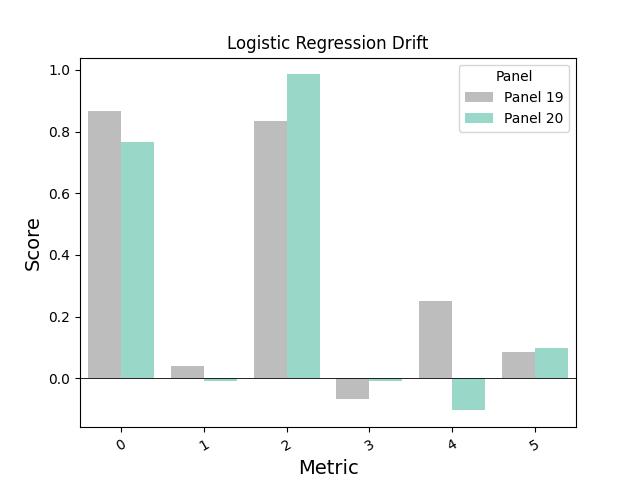 Logistic Regression Drift
Panel
Panel 19
Panel 20
1.0
0.8
0.6
0.4
0.2
0.0
Score
0 1 2 3 4 5
Metric